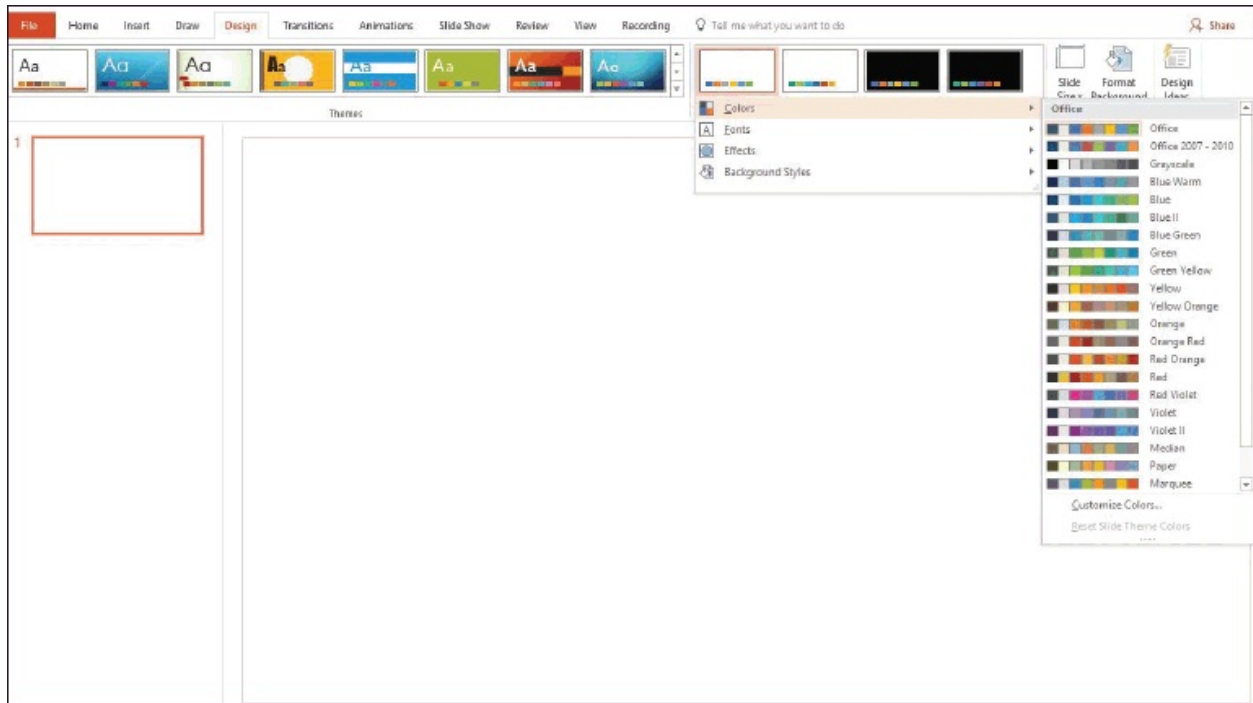 File Home Insert Draw Design Transitions Animations Slide Show Review View Recording Tell me what you want to do Share
Aa Aa Aa Aa Aa Aa Aa Aa
Slide Format Design
Size Background Ideas
Themes
Colors
Fonts
Effects
Background Styles
1
Office
Office
Office 2007 - 2010
Grayscale
Blue Warm
Blue
Blue II
Blue Green
Green
Green Yellow
Yellow
Yellow Orange
Orange
Orange Red
Red Orange
Red
Red Violet
Violet
Violet II
Median
Paper
Marquee
Customize Colors...
Reset Slide Theme Colors